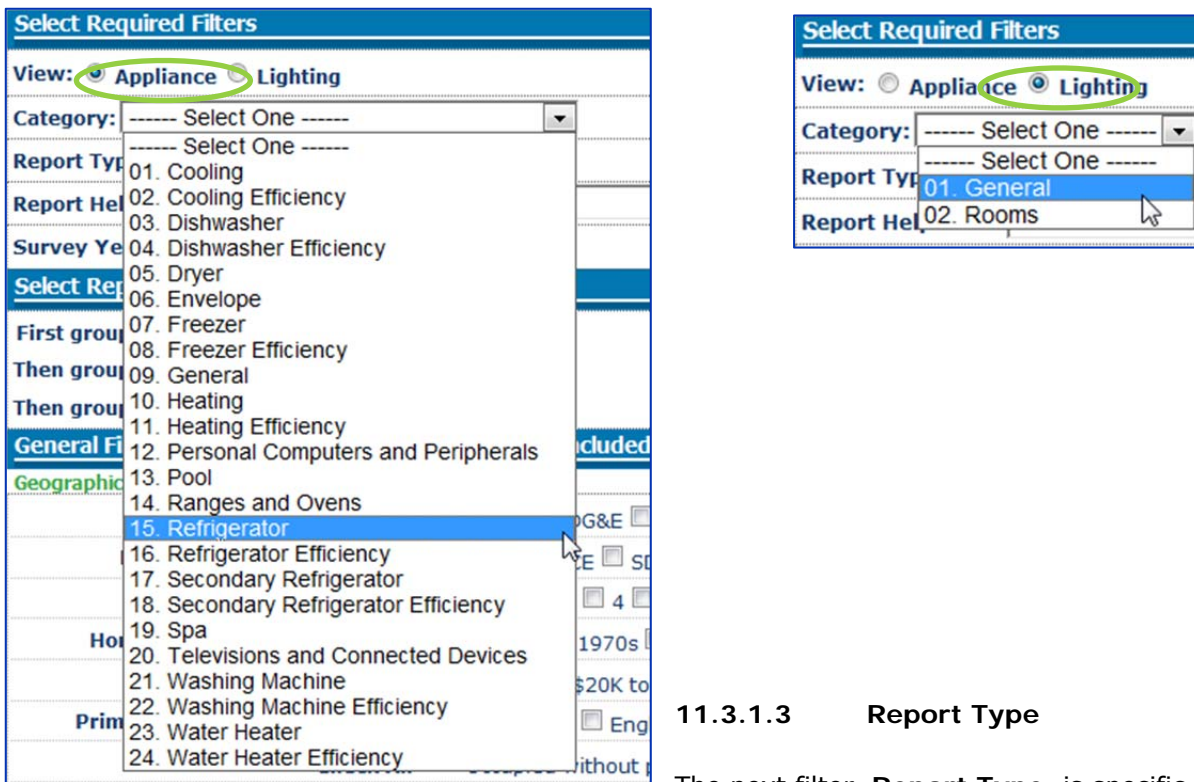 Select Required Filters
View: Appliance Lighting
Category: ------ Select One ------
------ Select One ------
Report Typ
01. Cooling
02. Cooling Efficiency
Report Hel
03. Dishwasher
Survey Ye
04. Dishwasher Efficiency
05. Dryer
Select Rep
06. Envelope
First group
07. Freezer
08. Freezer Efficiency
Then group
09. General
Then group
10. Heating
11. Heating Efficiency
General Fi
12. Personal Computers and Peripherals
cluded
Geographic
13. Pool
14. Ranges and Ovens
15. Refrigerator
G&E
16. Refrigerator Efficiency
CE SD
17. Secondary Refrigerator
18. Secondary Refrigerator Efficiency
4
19. Spa
Hor
1970s
20. Televisions and Connected Devices
21. Washing Machine
$20K to
22. Washing Machine Efficiency
Prim
Eng
23. Water Heater
24. Water Heater Efficiency
ithout p
Select Required Filters
View: Appliance Lighting
Category: ------ Select One ------
------ Select One ------
Report Typ
01. General
02. Rooms
Report Hel
11.3.1.3 Report Type
The next filter, Report Type, is specific